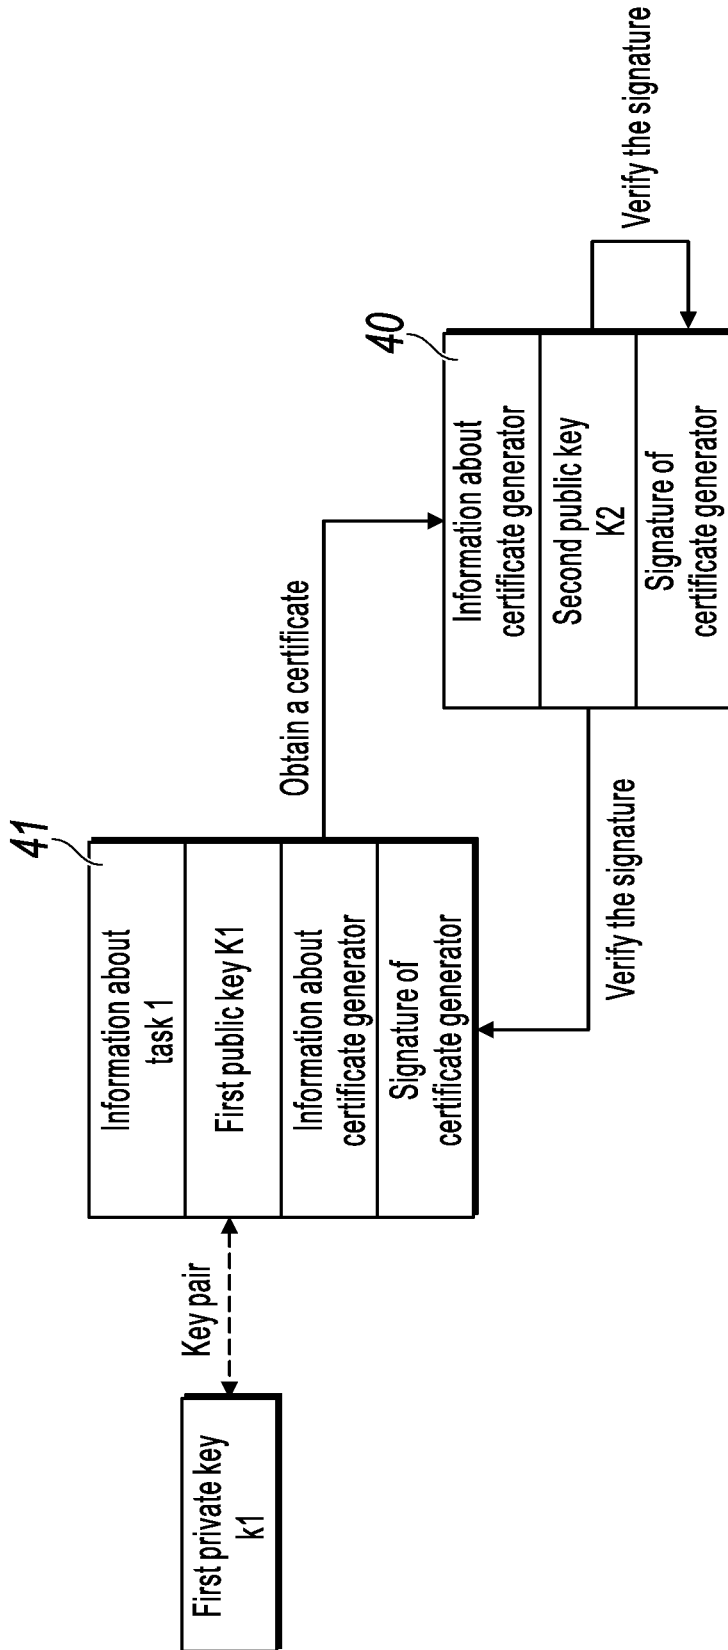 First private key
k1
Key pair
41
Information about
task 1
First public key K1
Information about
certificate generator
Signature of
certificate generator
Obtain a certificate
Verify the signature
40
Information about
certificate generator
Second public key
K2
Signature of
certificate generator
Verify the signature